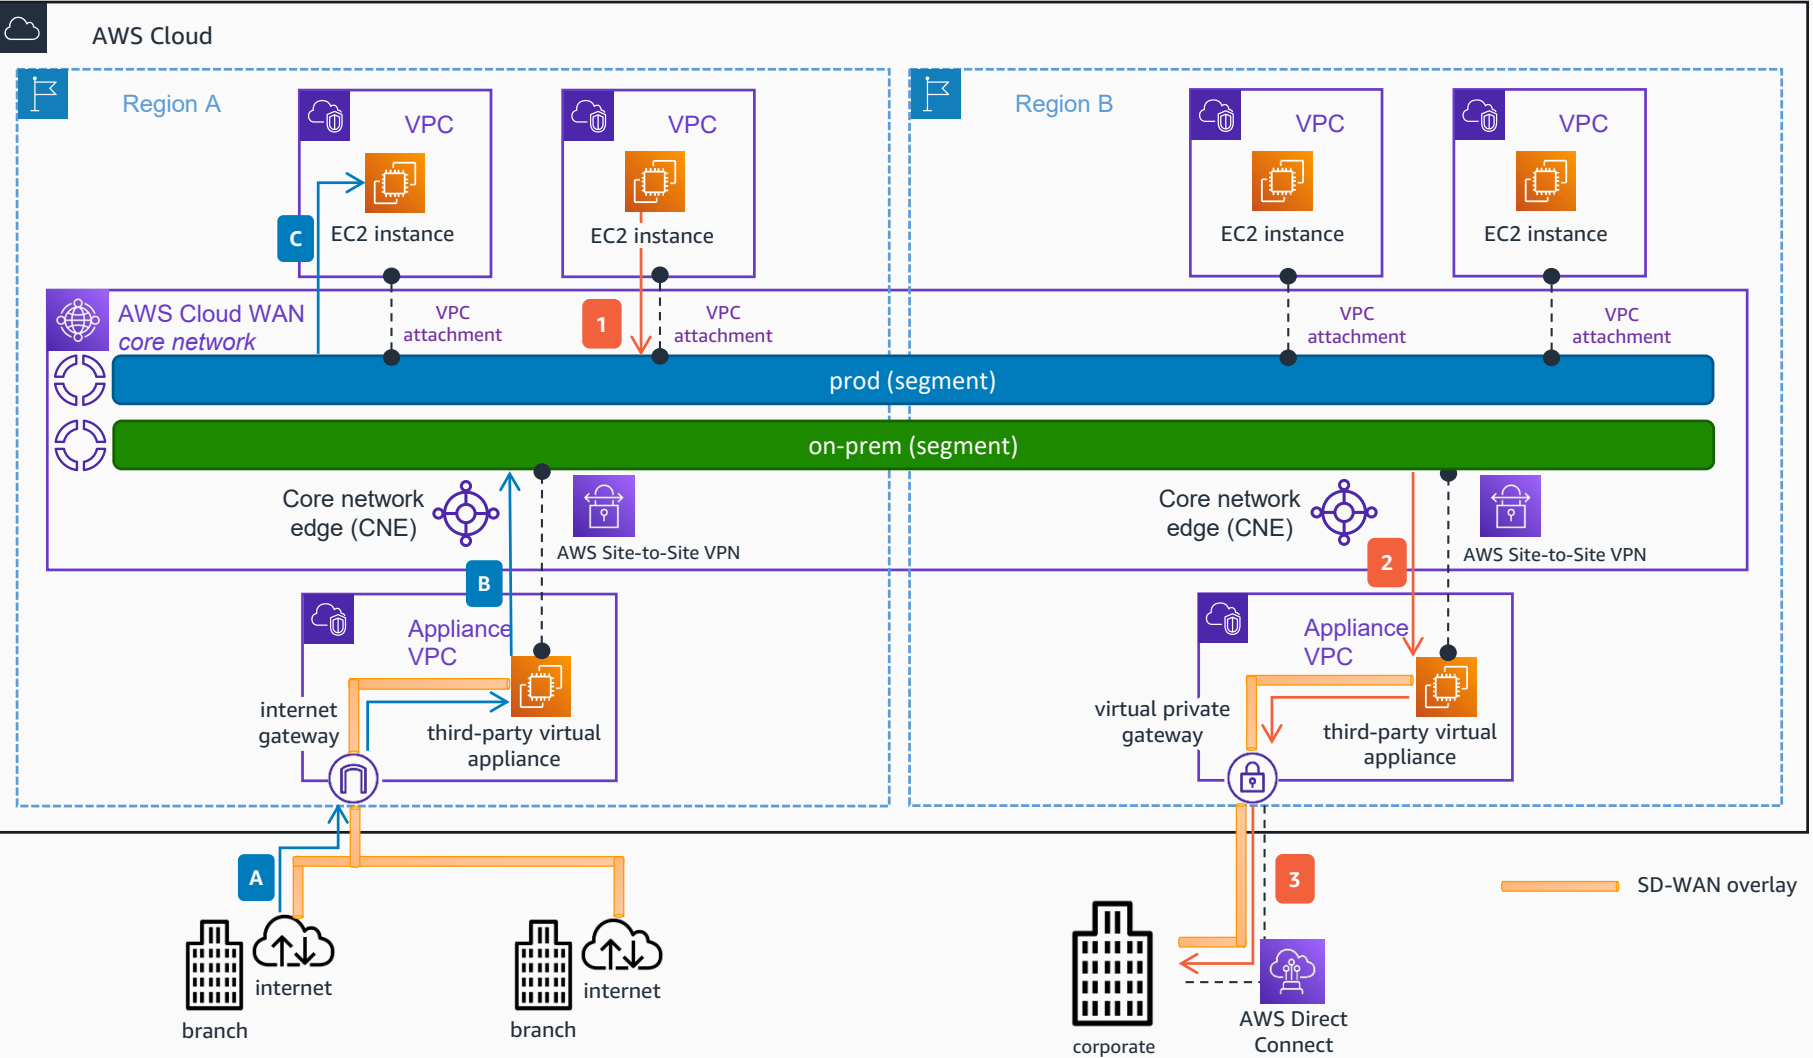 AWS Cloud
Region A
VPC
EC2 instance
C
VPC
EC2 instance
Region B
VPC
EC2 instance
VPC
EC2 instance
AWS Cloud WAN
core network
VPC
attachment
1
VPC
attachment
VPC
attachment
VPC
attachment
prod (segment)
on-prem (segment)
Core network
edge (CNE)
AWS Site-to-Site VPN
B
Core network
edge (CNE)
2
AWS Site-to-Site VPN
Appliance
VPC
internet
gateway
third-party virtual
appliance
Appliance
VPC
virtual private
gateway
third-party virtual
appliance
A
internet
branch
internet
branch
3
corporate
AWS Direct
Connect
SD-WAN overlay